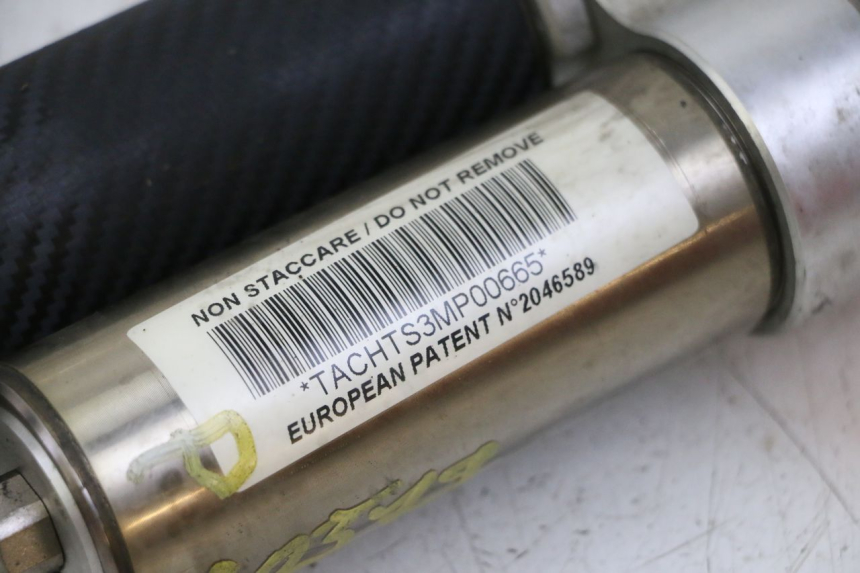 NON STACCARE / DO NOT REMOVE
*TACHTS3MP00665*
EUROPEAN PATENT N°2046589
D